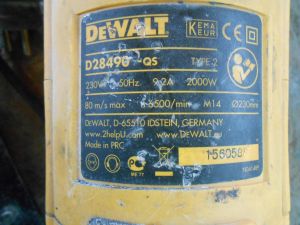 DEWALT
KEMA
KEUR
CE
D28490 -QS TYPE 2
230V 50Hz 9.2A 2000W
80 m/s max 6500/min M14 Ø230mm
DEWALT, D-65510 IDSTEIN, GERMANY
www.2helpU.com www.DEWALT.eu
Made in PRC